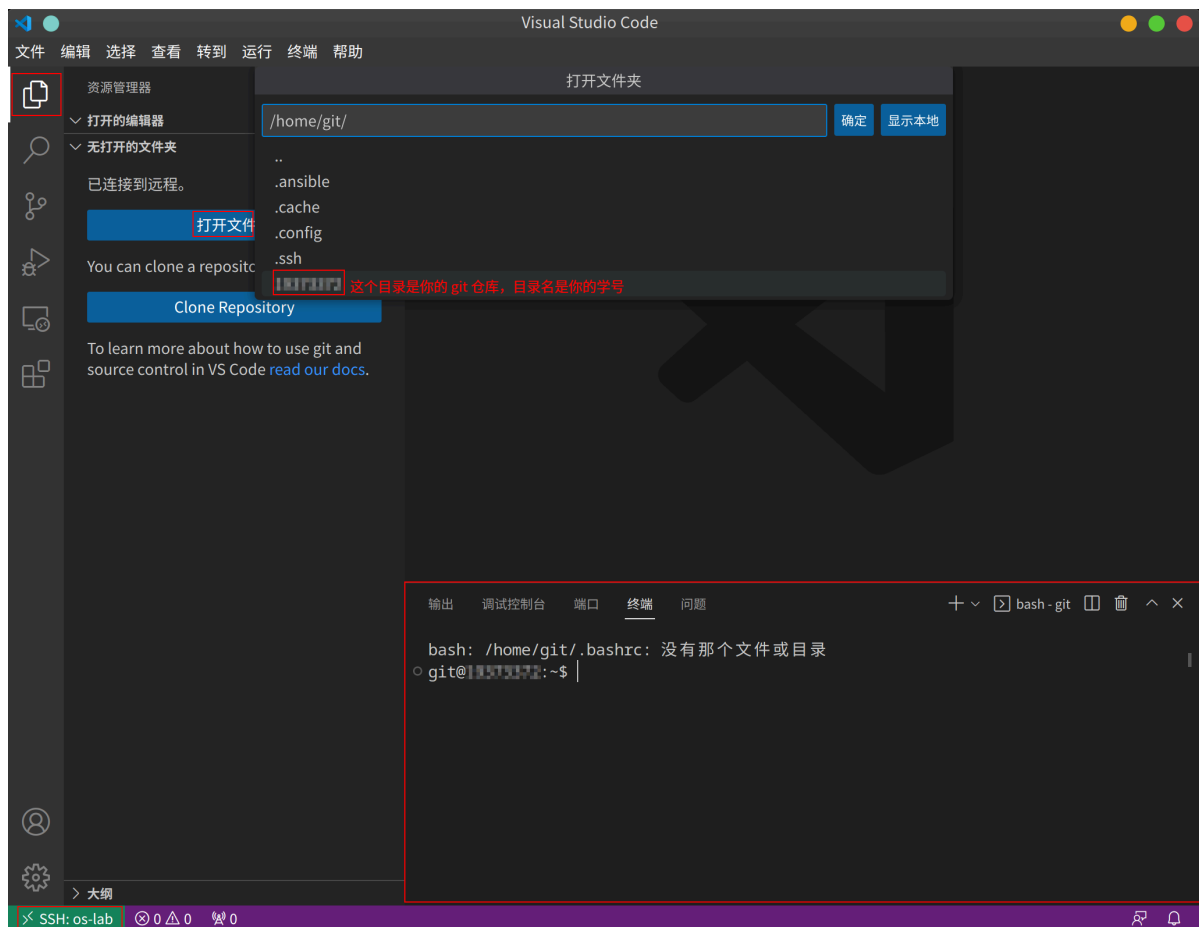 Visual Studio Code
文件 编辑 选择 查看 转到 运行 终端 帮助
资源管理器
打开的编辑器
无打开的文件夹
已连接到远程。
打开文件
You can clone a
Clone Repository
To learn more about how to use git and
source control in VS Code read our docs.
大纲
打开文件夹
/home/git/
确定 显示本地
..
.ansible
.cache
.config
.ssh
这个目录是你的 git 仓库，目录名是你的学号
输出 调试控制台 端口 终端 问题
bash - git
bash: /home/git/.bashrc: 没有那个文件或目录
git@ :~$
SSH: os-lab 0 0 0